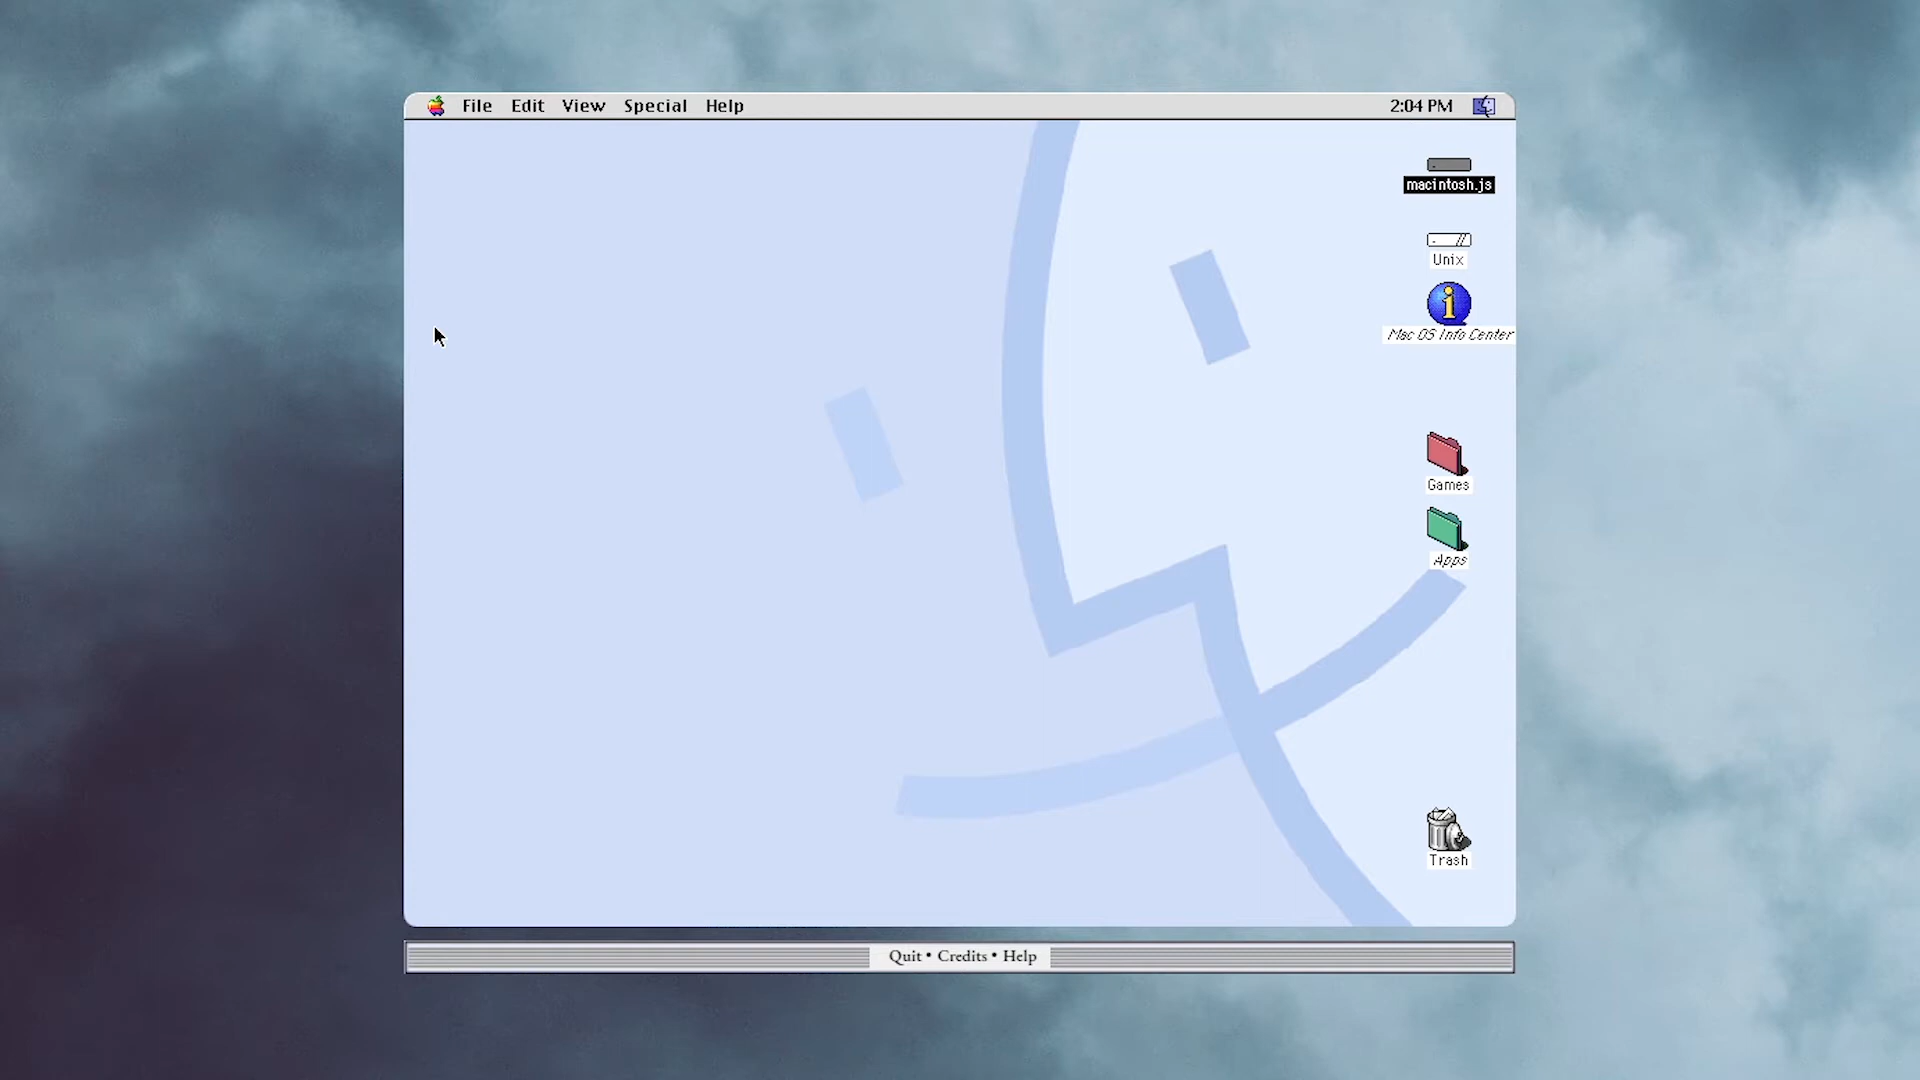 File Edit View Special Help 2:04 PM
macintosh.js
Unix
Mac OS Info Center
Games
Apps
Trash
Quit • Credits • Help